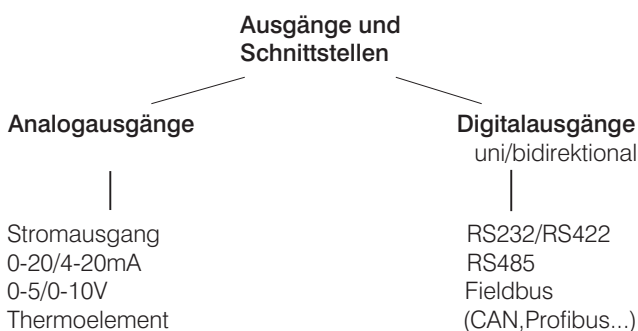 Ausgänge und
Schnittstellen
Analogausgänge
Digitalausgänge
uni/bidirektional
Stromausgang
0-20/4-20mA
0-5/0-10V
Thermoelement
RS232/RS422
RS485
Fieldbus
(CAN,Profibus...)